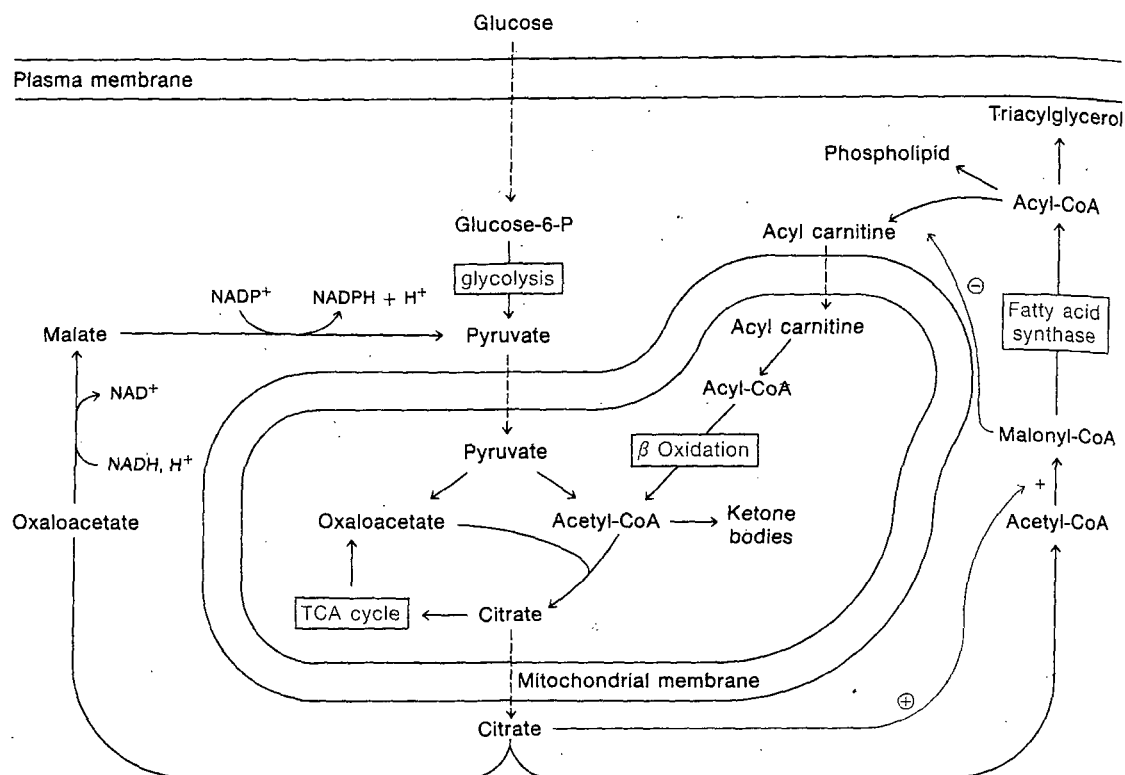 Glucose
Plasma membrane
Triacylglycerol
Phospholipid
Acyl-CoA
Glucose-6-P
Acyl carnitine
glycolysis
⊖
NADP⁺
NADPH + H⁺
Fatty acid
synthase
Malate
Pyruvate
Acyl carnitine
NAD⁺
Acyl-CoA
Malonyl-CoA
Pyruvate
β Oxidation
NADH, H⁺
+
Oxaloacetate
Oxaloacetate
Acetyl-CoA
Ketone
bodies
Acetyl-CoA
TCA cycle
Citrate
Mitochondrial membrane
⊕
Citrate